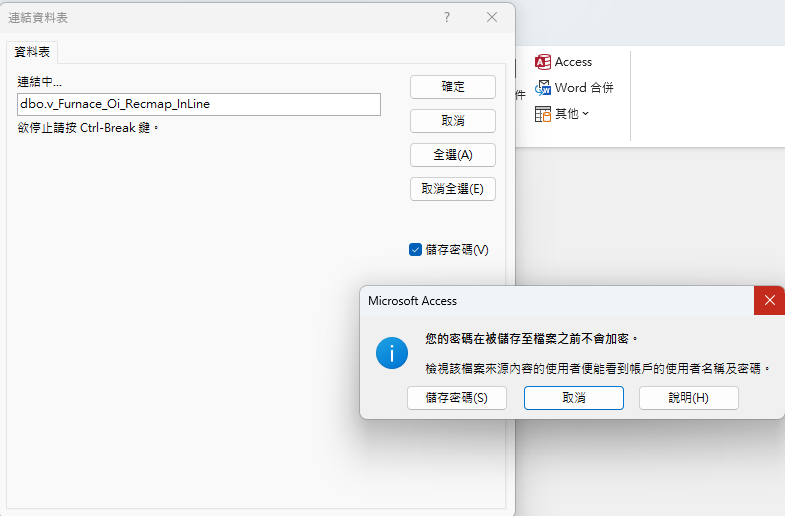 連結資料表
?
資料表
連結中...
dbo.v_Furnace_Oi_Recmap_InLine
欲停止請按 Ctrl-Break 鍵。
確定
取消
全選(A)
取消全選(E)
儲存密碼(V)
件
Access
Word 合併
其他
Microsoft Access
您的密碼在被儲存至檔案之前不會加密。
檢視該檔案來源內容的使用者便能看到帳戶的使用者名稱及密碼。
儲存密碼(S)
取消
說明(H)